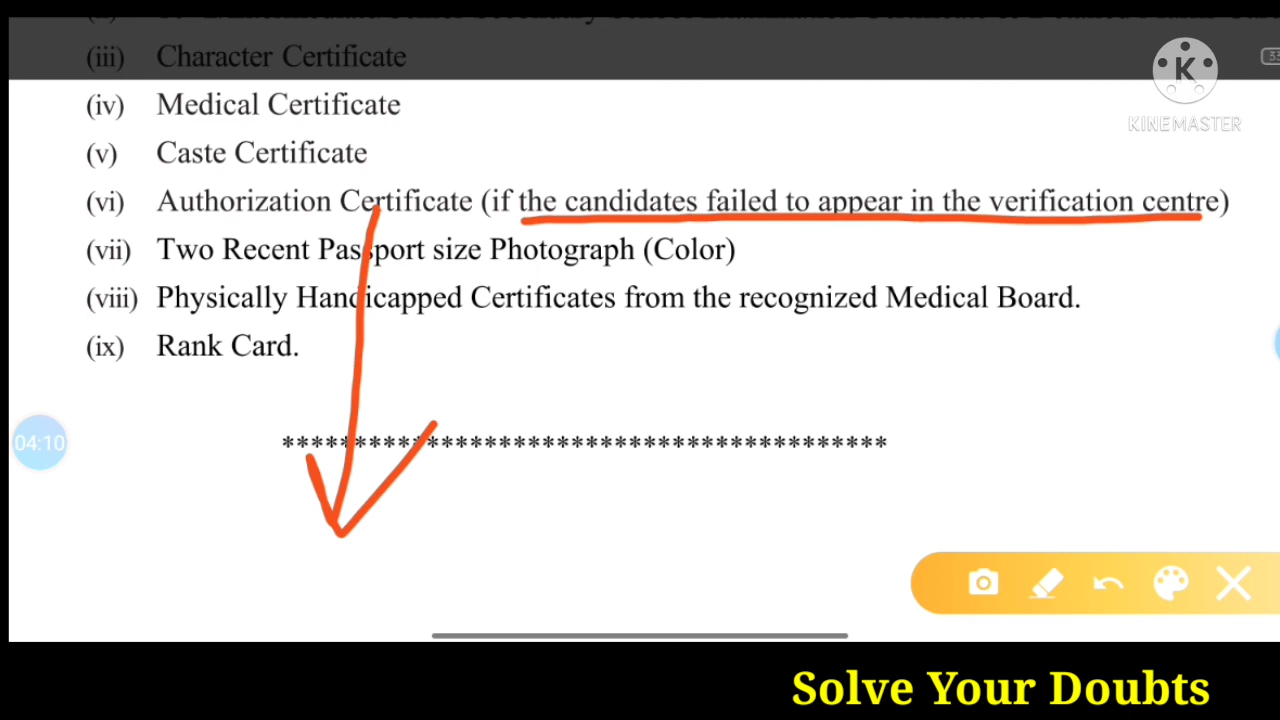 (iii) Character Certificate
(iv) Medical Certificate
(v) Caste Certificate
(vi) Authorization Certificate (if the candidates failed to appear in the verification centre)
(vii) Two Recent Passport size Photograph (Color)
(viii) Physically Handicapped Certificates from the recognized Medical Board.
(ix) Rank Card.
******************************************
K
KINEMASTER
04:10
Solve Your Doubts